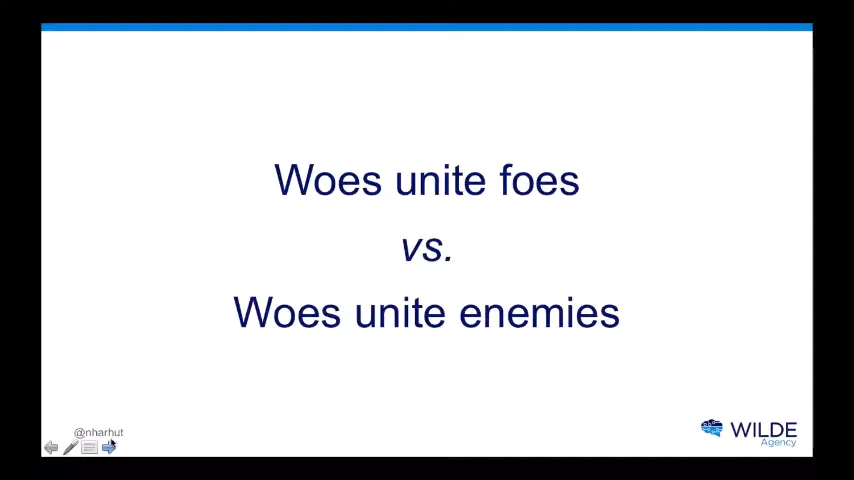 Woes unite foes
vs.
Woes unite enemies
@nharhut
WILDE
Agency